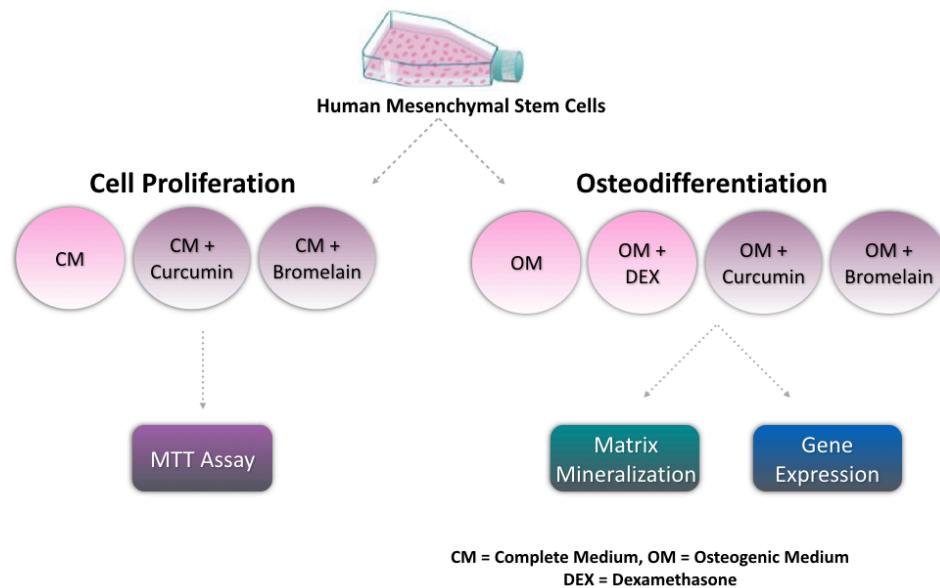 Human Mesenchymal Stem Cells
Cell Proliferation
CM
CM +
Curcumin
CM +
Bromelain
MTT Assay
Osteodifferentiation
OM
OM +
DEX
OM +
Curcumin
OM +
Bromelain
Matrix
Mineralization
Gene
Expression
CM = Complete Medium, OM = Osteogenic Medium
DEX = Dexamethasone